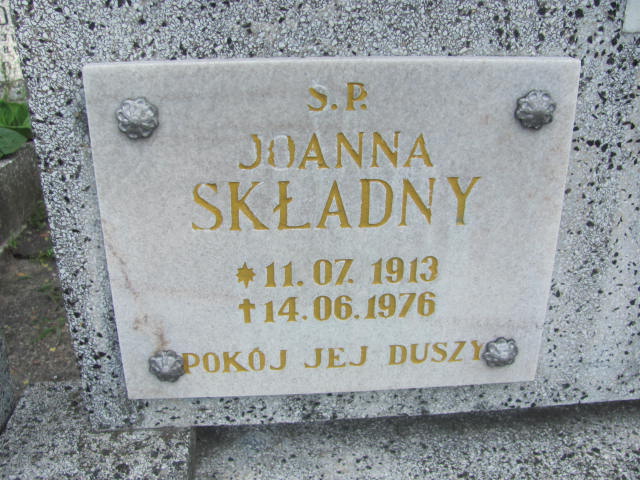 S.P.
JOANNA
SKŁADNY
* 11.07.1913
† 14.06.1976
POKÓJ JEJ DUSZY